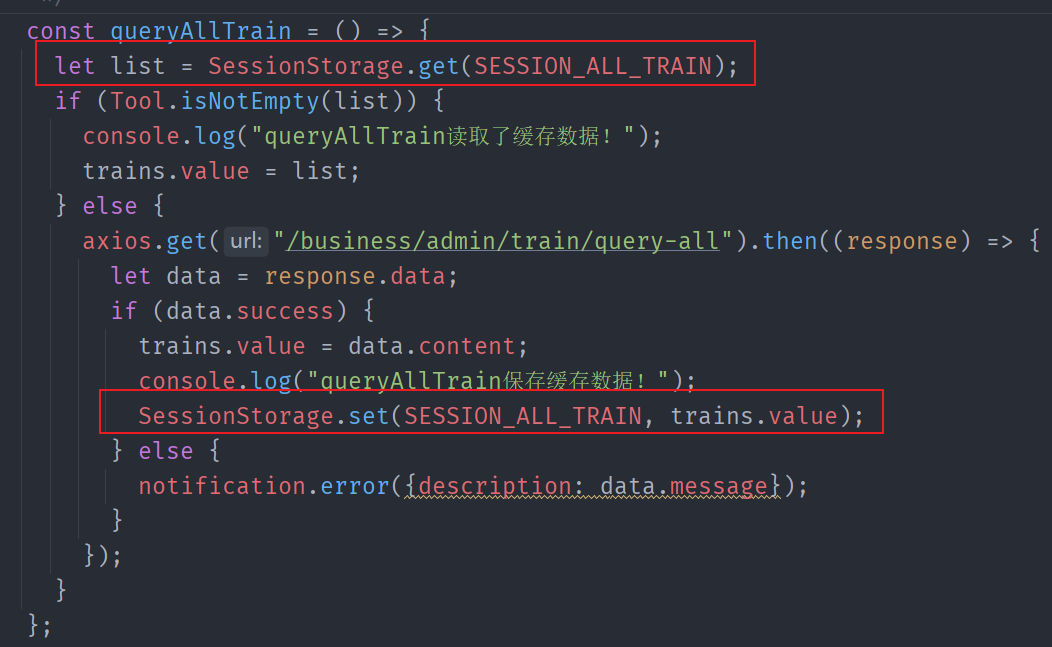 */
const queryAllTrain = () => {
let list = SessionStorage.get(SESSION_ALL_TRAIN);
if (Tool.isNotEmpty(list)) {
console.log("queryAllTrain读取了缓存数据！");
trains.value = list;
} else {
axios.get( url: "/business/admin/train/query-all").then((response) => {
let data = response.data;
if (data.success) {
trains.value = data.content;
console.log("queryAllTrain保存缓存数据！");
SessionStorage.set(SESSION_ALL_TRAIN, trains.value);
} else {
notification.error({description: data.message});
}
});
}
};